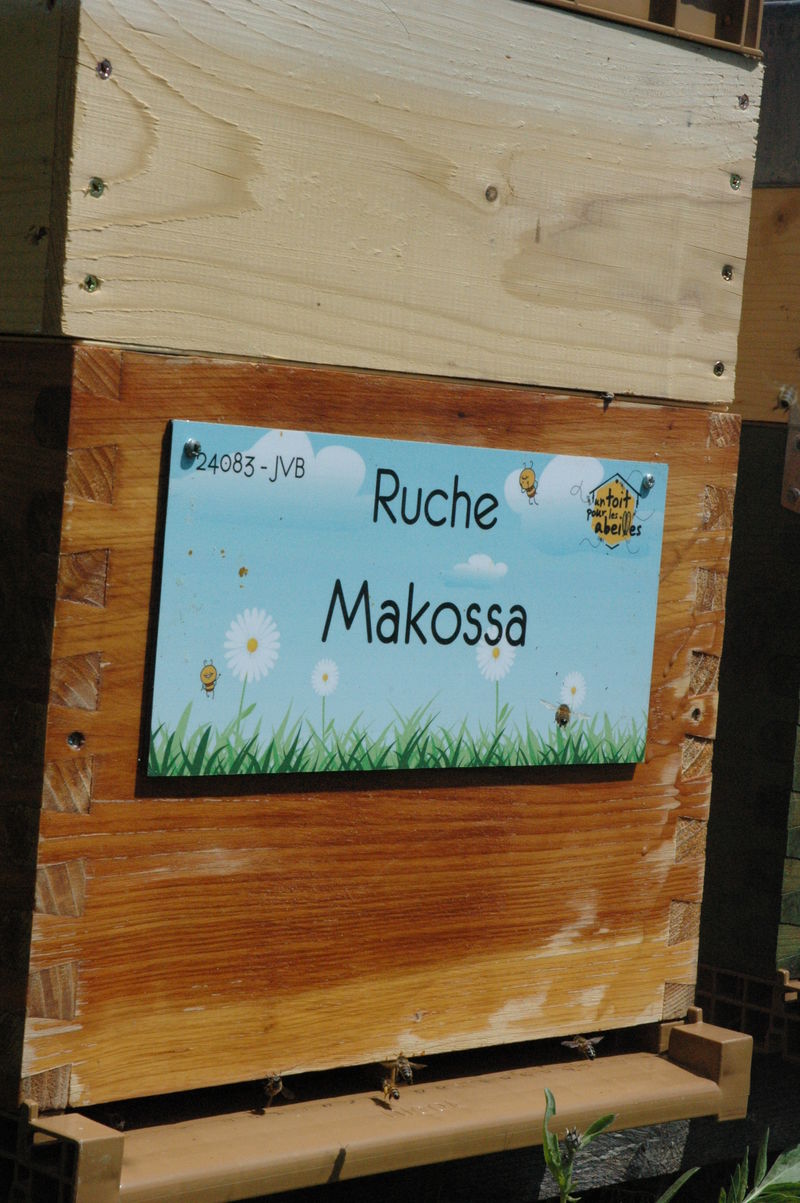 24083 - JVB
Ruche
Makossa
un toit
pour les
abeilles